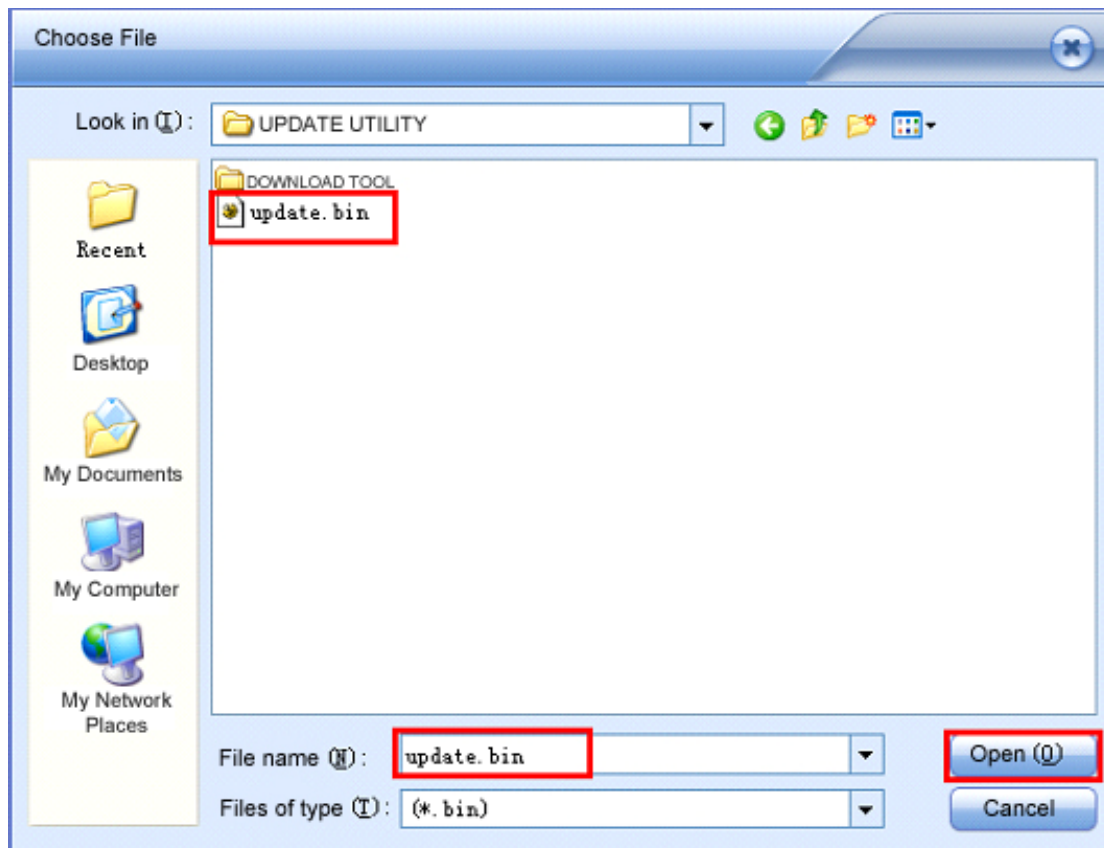 Choose File
Look in (I) :
UPDATE UTILITY
DOWNLOAD TOOL
update.bin
Recent
Desktop
My Documents
My Computer
My Network
Places
File name (N) :
update.bin
Open (O)
Files of type (T) :
(*.bin)
Cancel